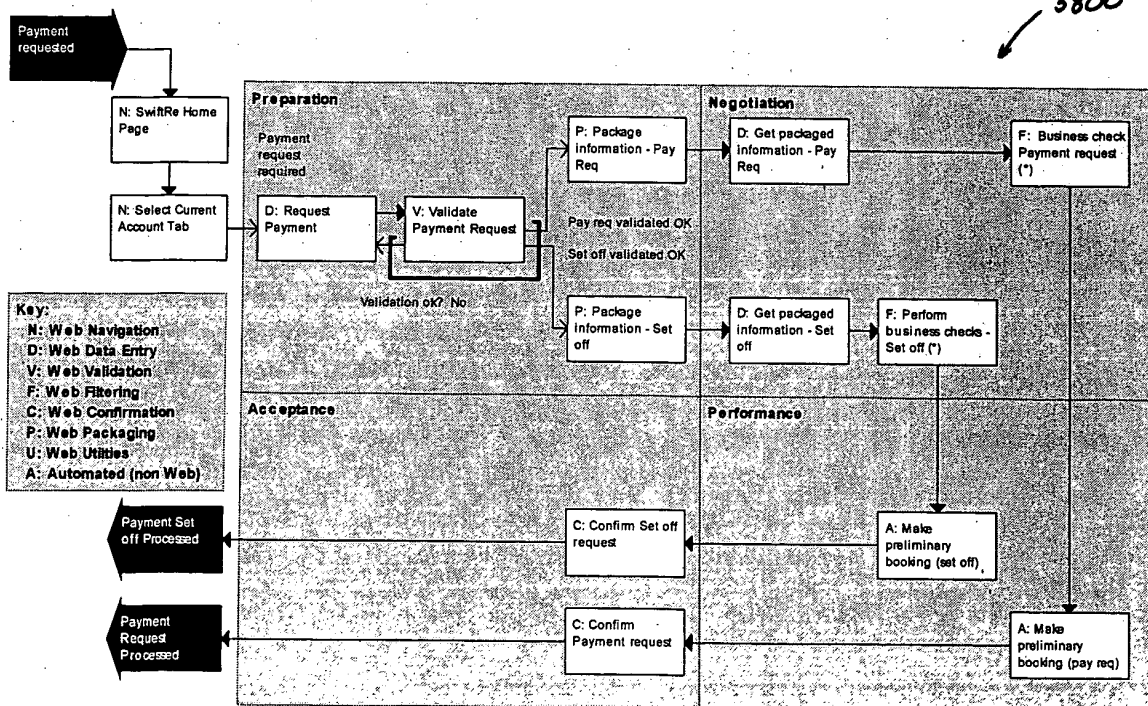 3800
Payment
requested
N: SwiftRe Home
Page
N: Select Current
Account Tab
Preparation
Payment
request
required
D: Request
Payment
V: Validate
Payment Request
Validation ok? No
P: Package
information - Pay
Req
Pay req validated OK
Set off validated OK
P: Package
information - Set
off
Negotiation
D: Get packaged
information - Pay
Req
F: Business check
Payment request
(*)
D: Get packaged
information - Set
off
F: Perform
business checks -
Set off (*)
Key:
N: Web Navigation
D: Web Data Entry
V: Web Validation
F: Web Filtering
C: Web Confirmation
P: Web Packaging
U: Web Utilties
A: Automated (non Web)
Acceptance
Performance
Payment Set
off Processed
C: Confirm Set off
request
A: Make
preliminary
booking (set off)
Payment
Request
Processed
C: Confirm
Payment request
A: Make
preliminary
booking (pay req)